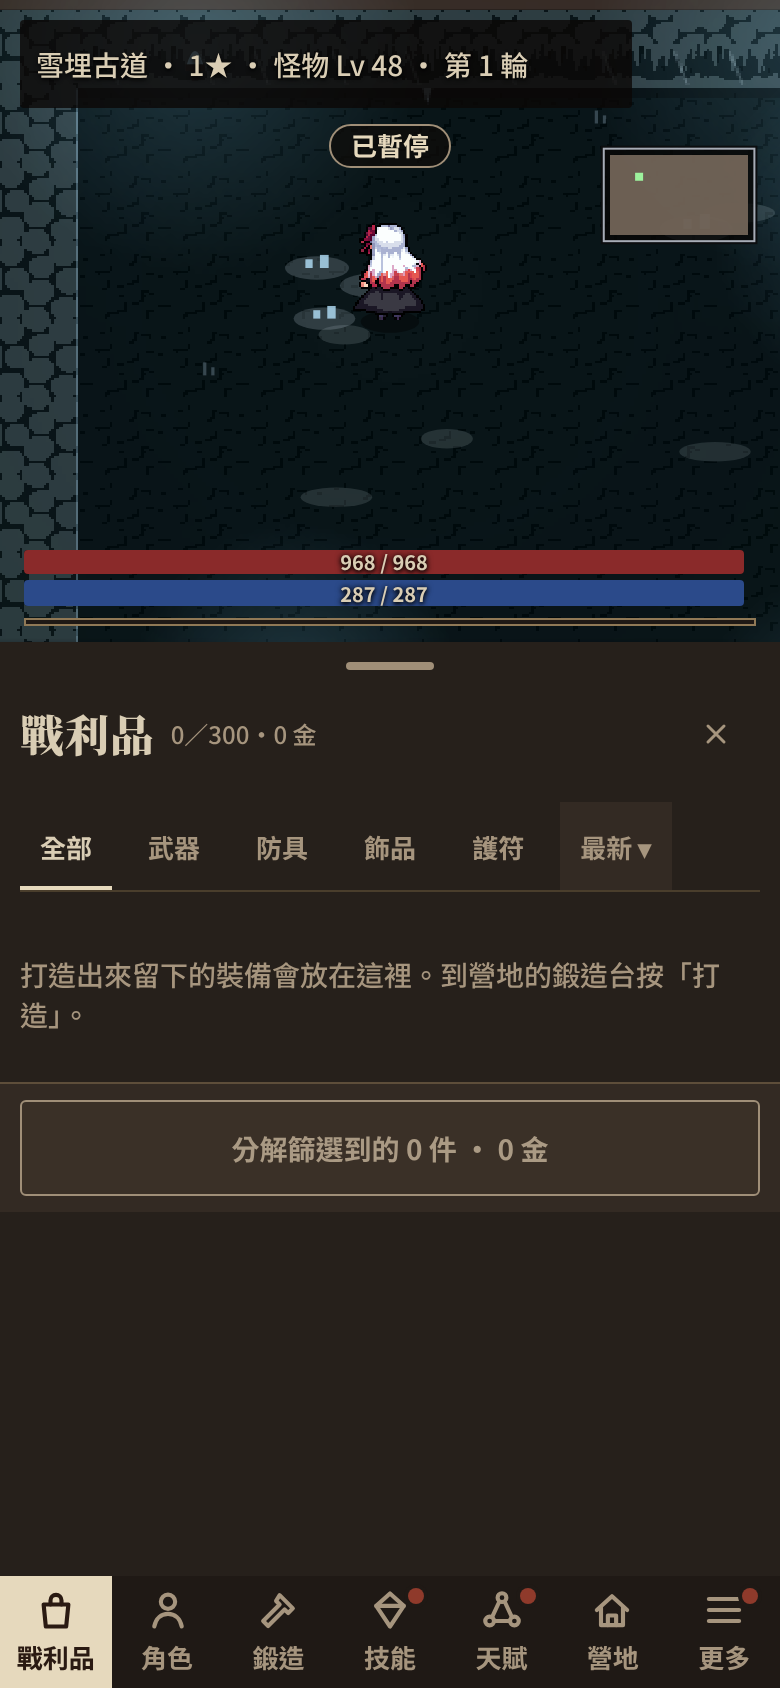 雪埋古道 · 1★ · 怪物 Lv 48 · 第 1 輪
已暫停
968 / 968
287 / 287
戰利品 0／300·0 金
全部 武器 防具 飾品 護符 最新▼
打造出來留下的裝備會放在這裡。到營地的鍛造台按「打
造」。
分解篩選到的 0 件 · 0 金
戰利品 角色 鍛造 技能 天賦 營地 更多